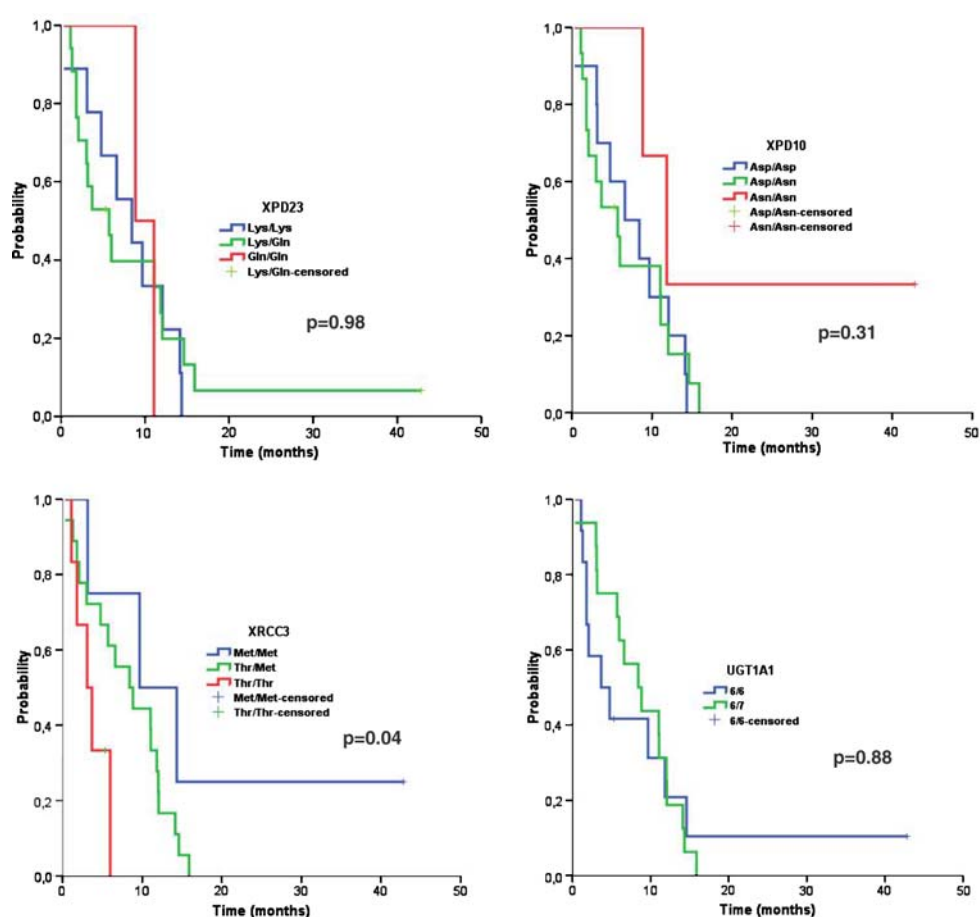 1,0
0,8
0,6
0,4
0,2
0,0
Probability
XPD23
Lys/Lys
Lys/Gln
Gln/Gln
Lys/Gln-censored
p=0.98
0 10 20 30 40 50
Time (months)
1,0
0,8
0,6
0,4
0,2
0,0
Probability
XPD10
Asp/Asp
Asp/Asn
Asn/Asn
Asp/Asn-censored
Asn/Asn-censored
p=0.31
0 10 20 30 40 50
Time (months)
1,0
0,8
0,6
0,4
0,2
0,0
Probability
XRCC3
Met/Met
Thr/Met
Thr/Thr
Met/Met-censored
Thr/Thr-censored
p=0.04
0 10 20 30 40 50
Time (months)
1,0
0,8
0,6
0,4
0,2
0,0
Probability
UGT1A1
6/6
6/7
6/6-censored
p=0.88
0 10 20 30 40 50
Time (months)